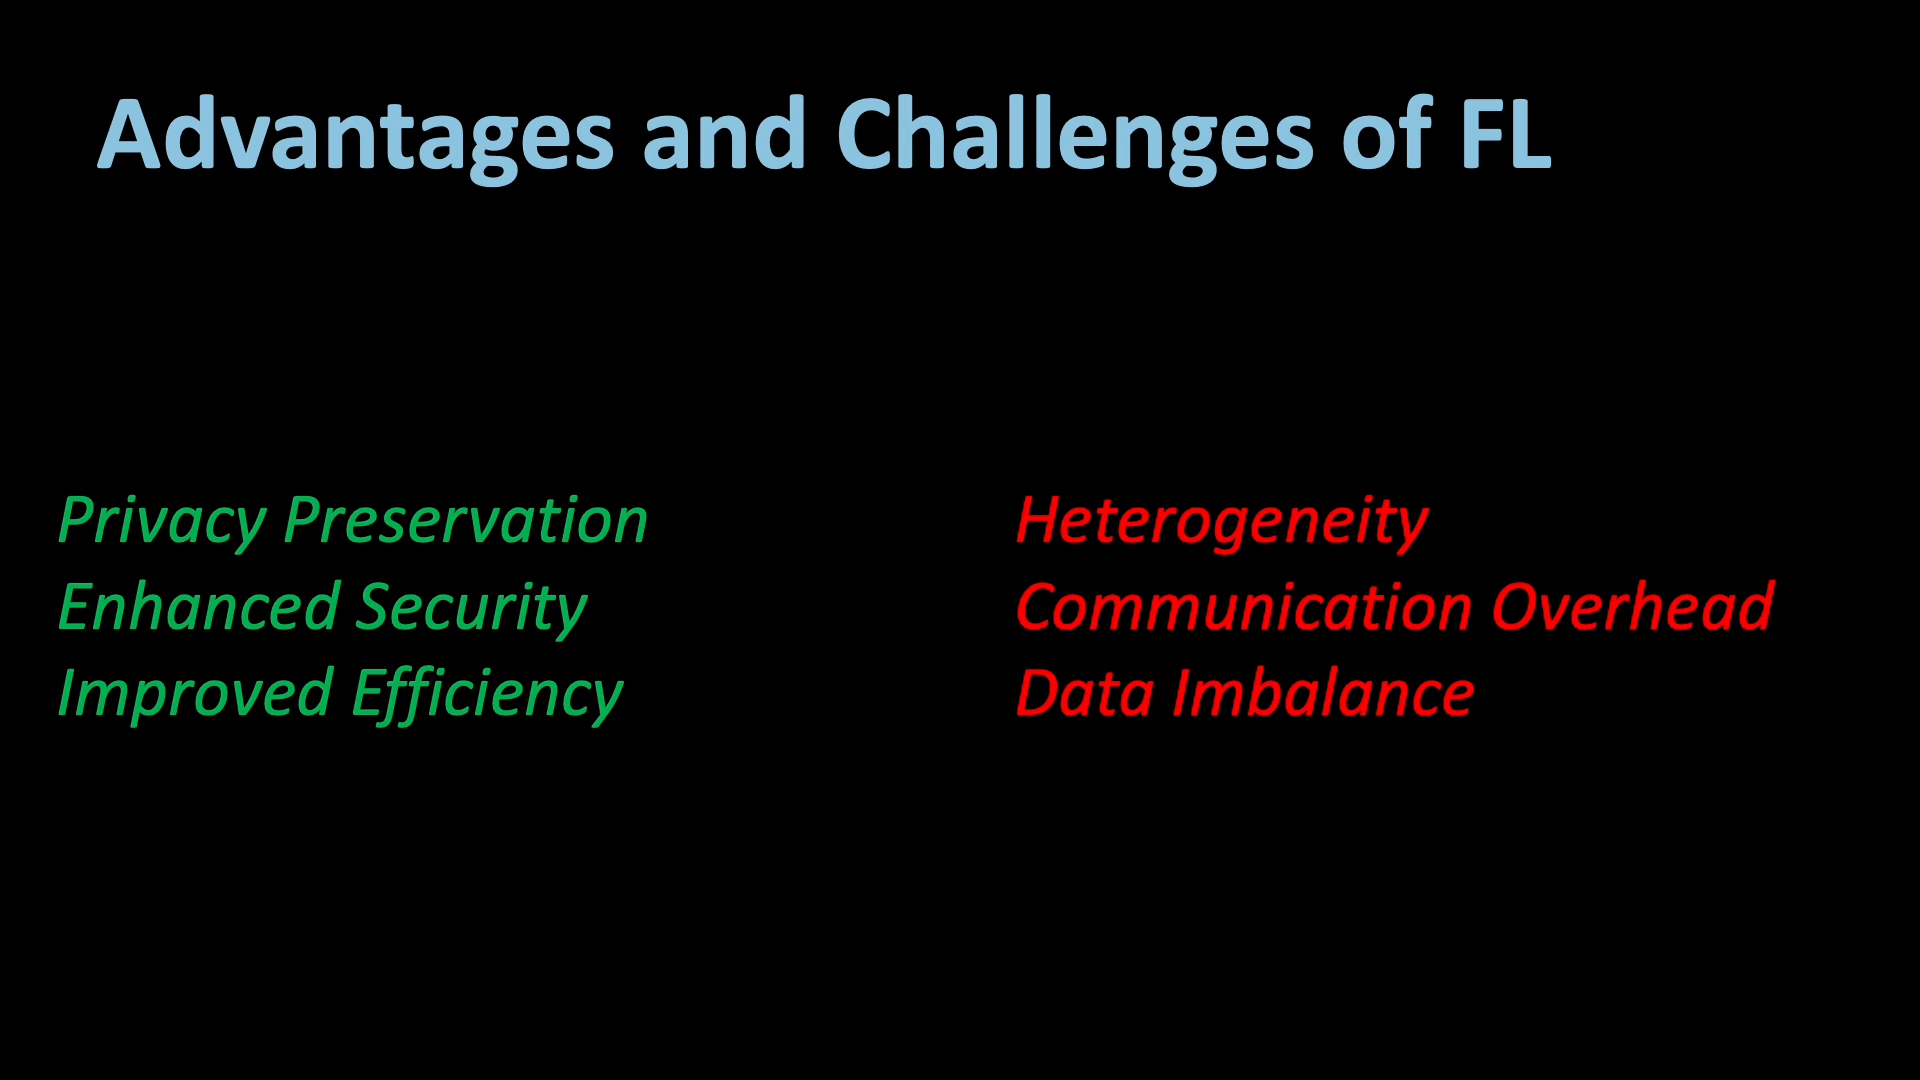 Advantages and Challenges of FL
Privacy Preservation
Enhanced Security
Improved Efficiency
Heterogeneity
Communication Overhead
Data Imbalance